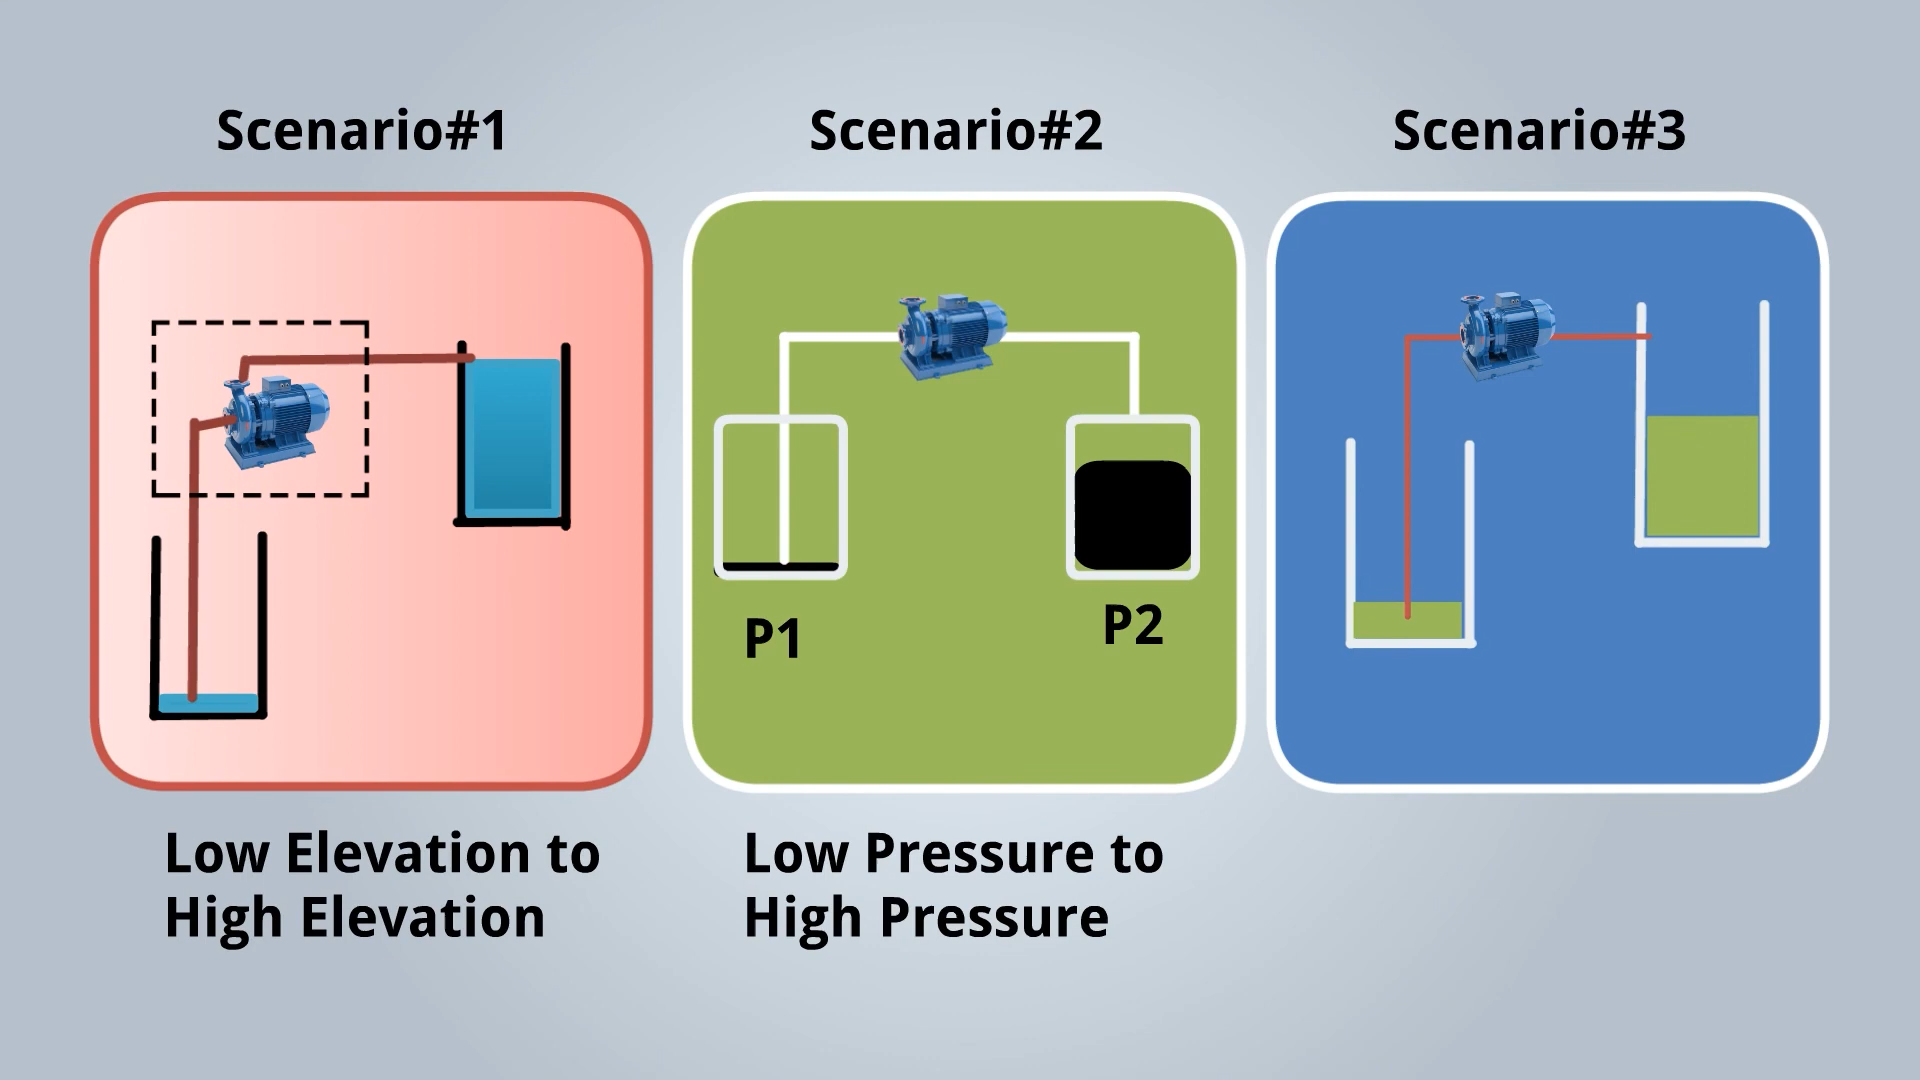 Scenario#1
Scenario#2
Scenario#3
P1
P2
Low Elevation to
High Elevation
Low Pressure to
High Pressure